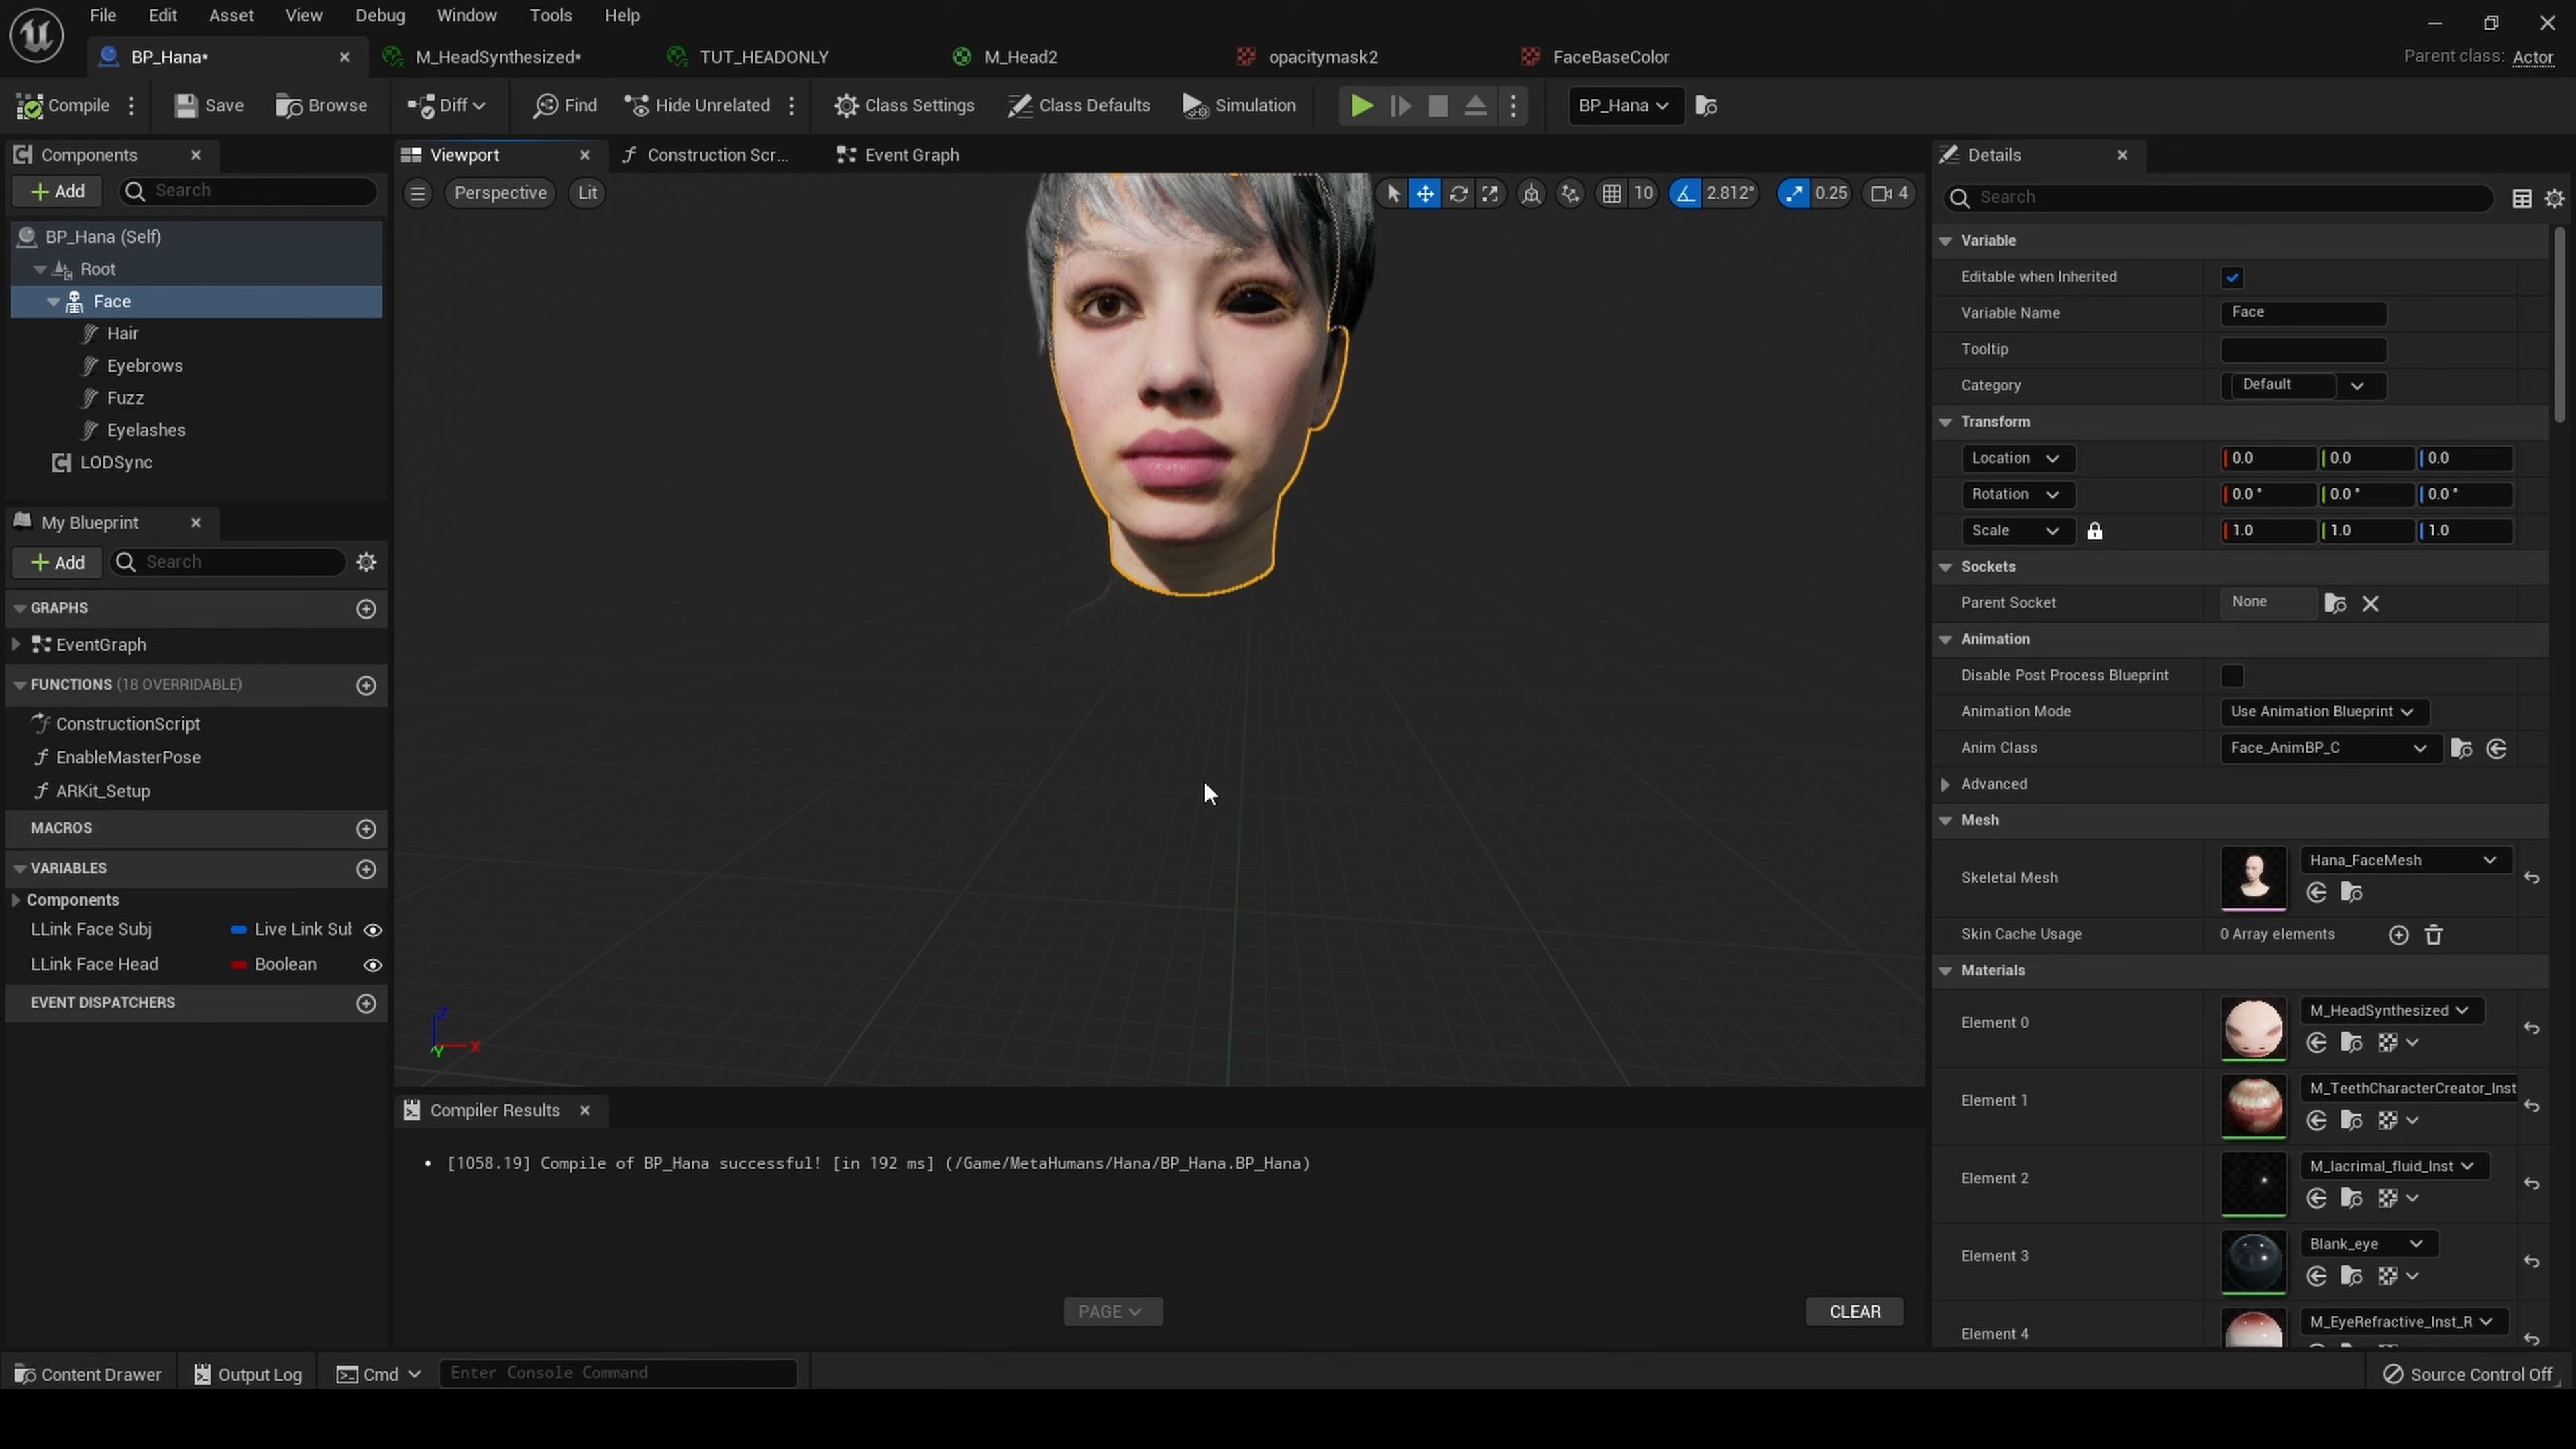 File Edit Asset View Debug Window Tools Help
BP_Hana* M_HeadSynthesized* TUT_HEADONLY M_Head2 opacitymask2 FaceBaseColor Parent class: Actor
Compile Save Browse Diff Find Hide Unrelated Class Settings Class Defaults Simulation BP_Hana
Components
Add Search
BP_Hana (Self)
Root
Face
Hair
Eyebrows
Fuzz
Eyelashes
LODSync
My Blueprint
Add Search
GRAPHS
EventGraph
FUNCTIONS (18 OVERRIDABLE)
ConstructionScript
EnableMasterPose
ARKit_Setup
MACROS
VARIABLES
Components
LLink Face Subj Live Link Sul
LLink Face Head Boolean
EVENT DISPATCHERS
Viewport Construction Scr... Event Graph
Perspective Lit 10 2.812° 0.25 4
Z
Y X
Compiler Results
• [1058.19] Compile of BP_Hana successful! [in 192 ms] (/Game/MetaHumans/Hana/BP_Hana.BP_Hana)
PAGE CLEAR
Details
Search
Variable
Editable when Inherited
Variable Name Face
Tooltip
Category Default
Transform
Location 0.0 0.0 0.0
Rotation 0.0 ° 0.0 ° 0.0 °
Scale 1.0 1.0 1.0
Sockets
Parent Socket None
Animation
Disable Post Process Blueprint
Animation Mode Use Animation Blueprint
Anim Class Face_AnimBP_C
Advanced
Mesh
Skeletal Mesh Hana_FaceMesh
Skin Cache Usage 0 Array elements
Materials
Element 0 M_HeadSynthesized
Element 1 M_TeethCharacterCreator_Inst
Element 2 M_lacrimal_fluid_Inst
Element 3 Blank_eye
Element 4 M_EyeRefractive_Inst_R
Content Drawer Output Log Cmd Enter Console Command Source Control Off